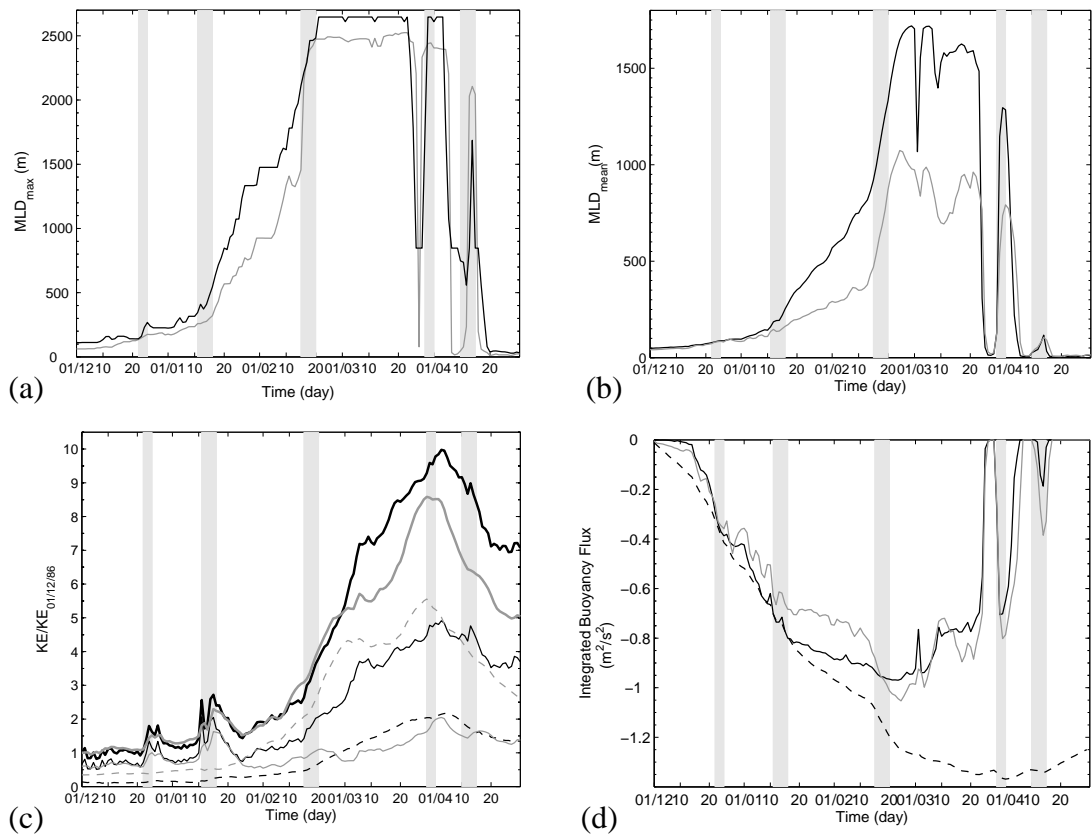 2500
2000
1500
1000
500
0
MLD_max (m)
01/12 10 20 01/01 10 20 01/02 10 20 01/03 10 20 01/04 10 20
Time (day)
(a)
1500
1000
500
0
MLD_mean (m)
01/12 10 20 01/01 10 20 01/02 10 20 01/03 10 20 01/04 10 20
Time (day)
(b)
10
9
8
7
6
5
4
3
2
1
0
KE/KE_01/12/86
01/12 10 20 01/01 10 20 01/02 10 20 01/03 10 20 01/04 10 20
Time (day)
(c)
0
−0.2
−0.4
−0.6
−0.8
−1
−1.2
Integrated Buoyancy Flux
(m²/s²)
01/12 10 20 01/01 10 20 01/02 10 20 01/03 10 20 01/04 10 20
Time (day)
(d)